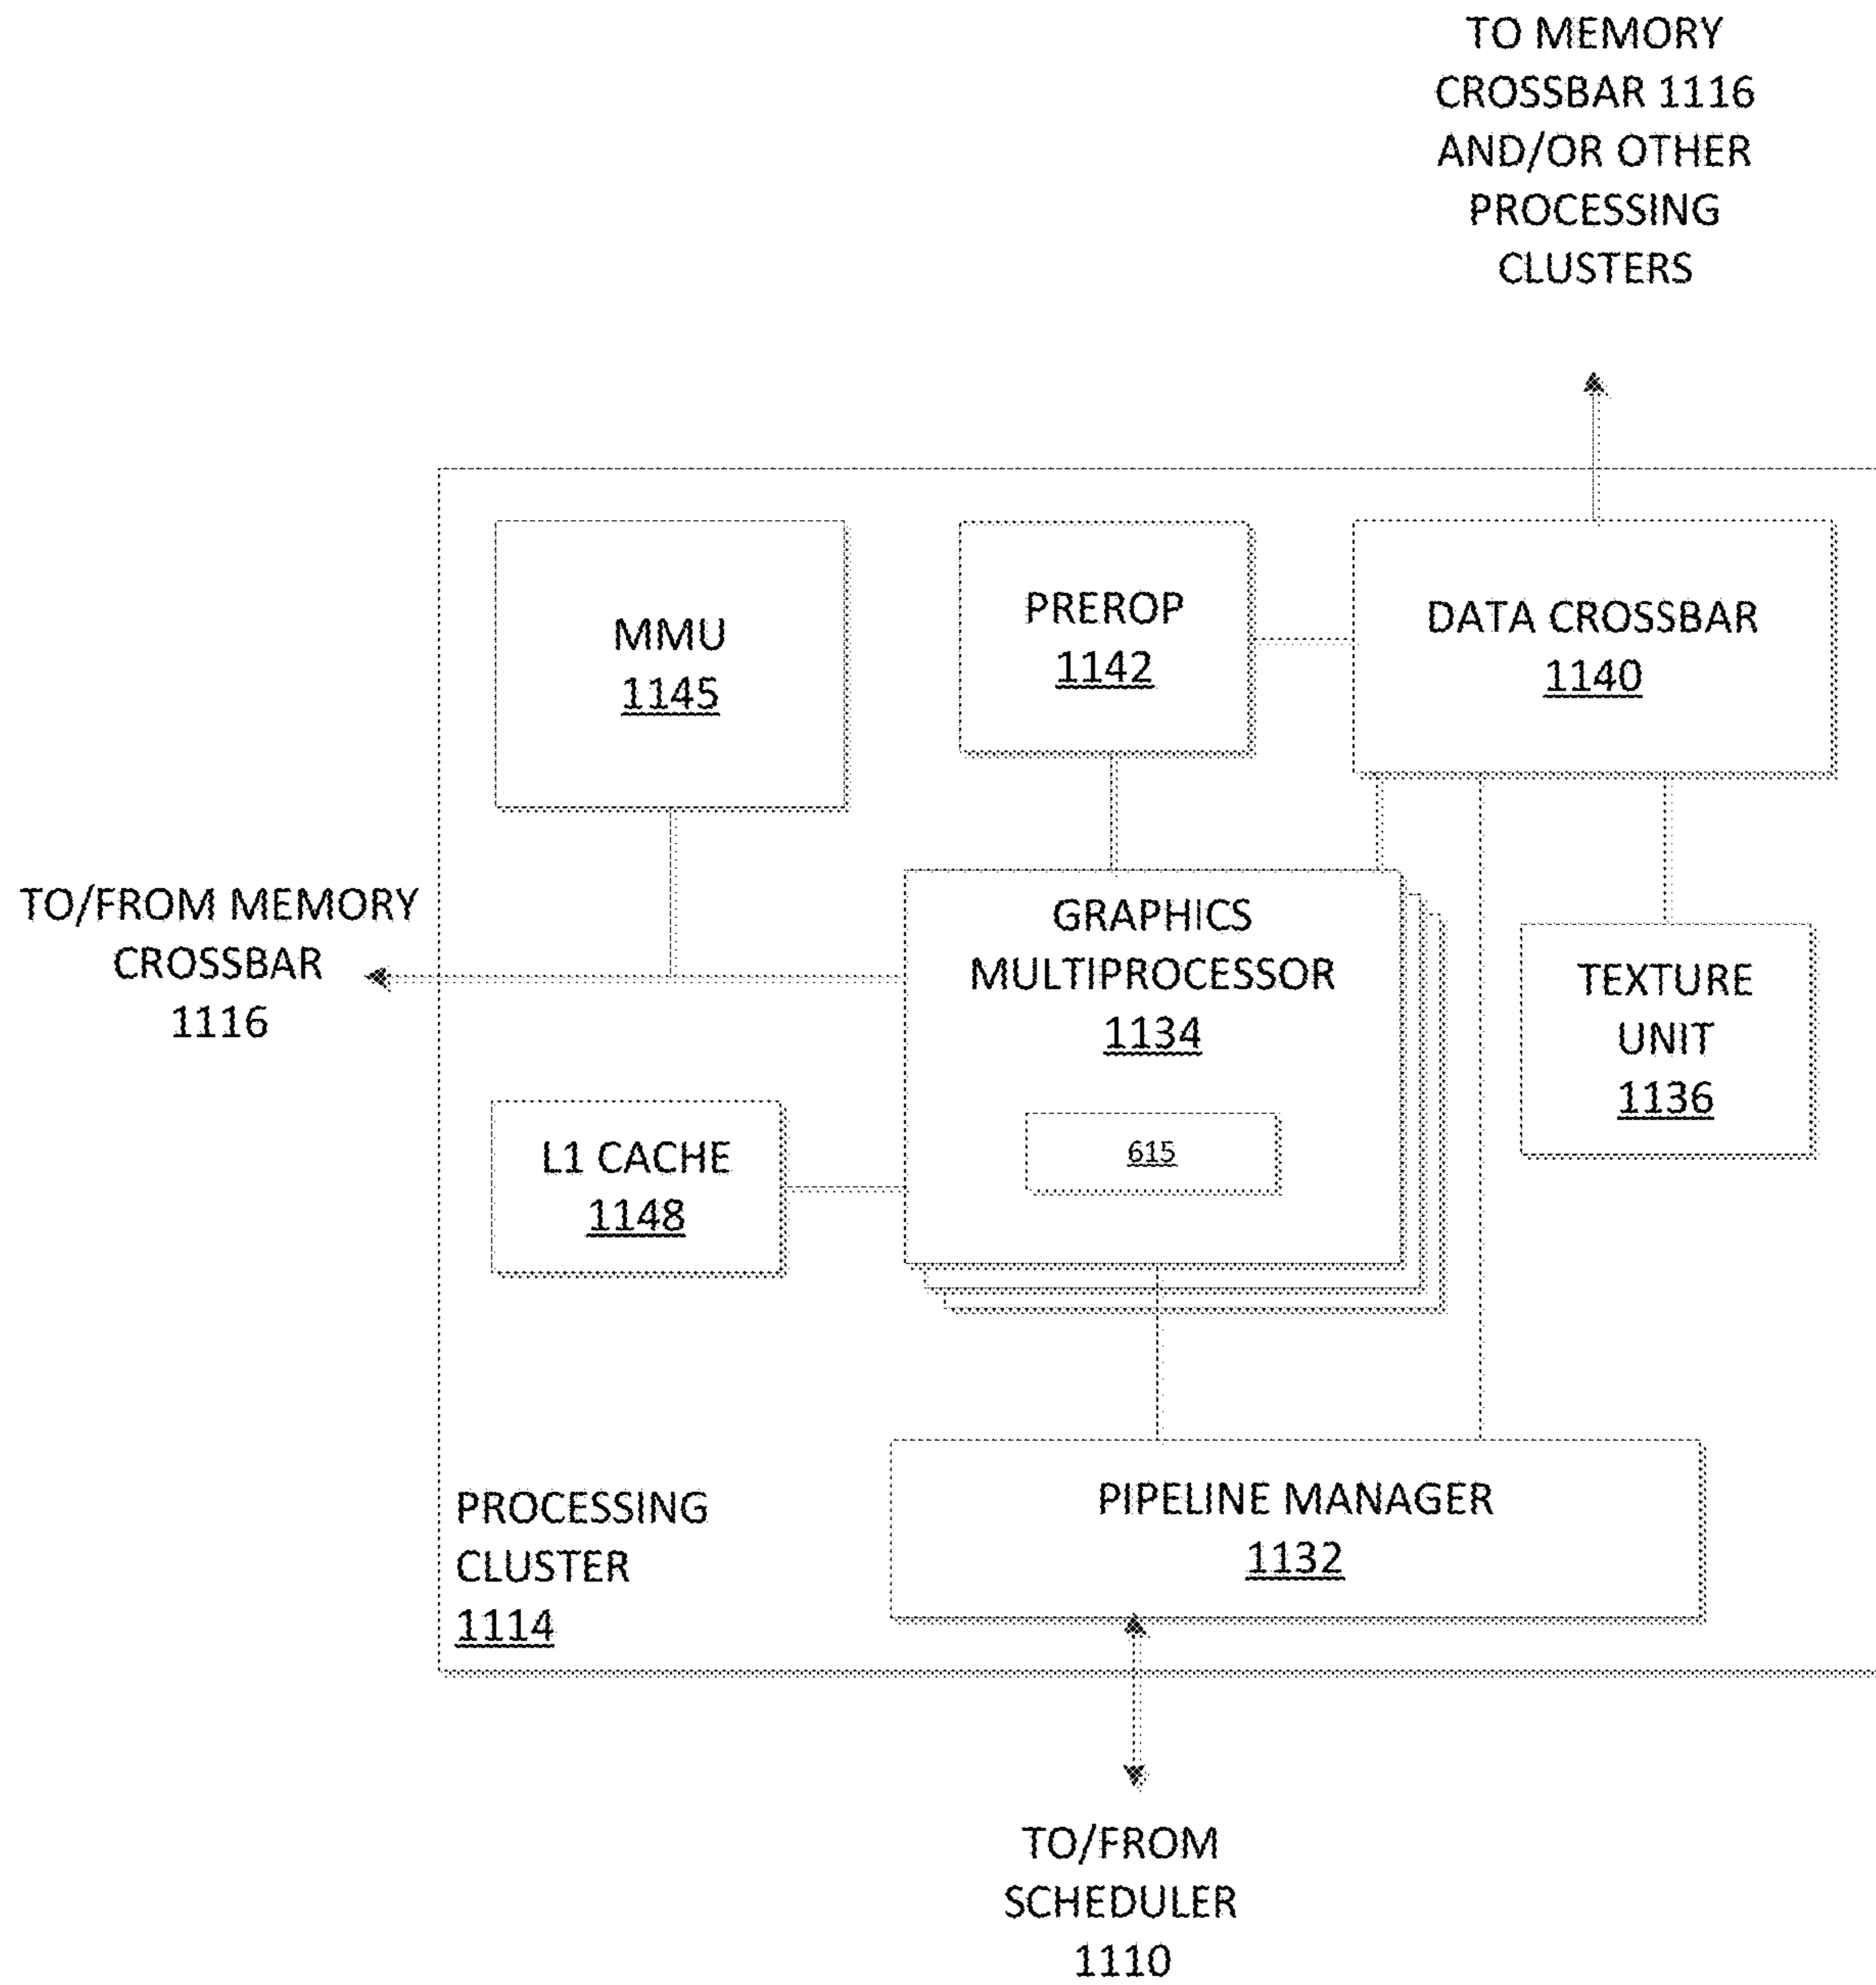 TO MEMORY
CROSSBAR 1116
AND/OR OTHER
PROCESSING
CLUSTERS
MMU
1145
PREROP
1142
DATA CROSSBAR
1140
TO/FROM MEMORY
CROSSBAR
1116
GRAPHICS
MULTIPROCESSOR
1134
615
TEXTURE
UNIT
1136
L1 CACHE
1148
PIPELINE MANAGER
1132
PROCESSING
CLUSTER
1114
TO/FROM
SCHEDULER
1110